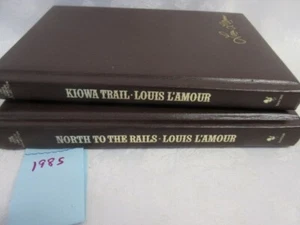 KIOWA TRAIL · LOUIS L'AMOUR
NORTH TO THE RAILS · LOUIS L'AMOUR
1985